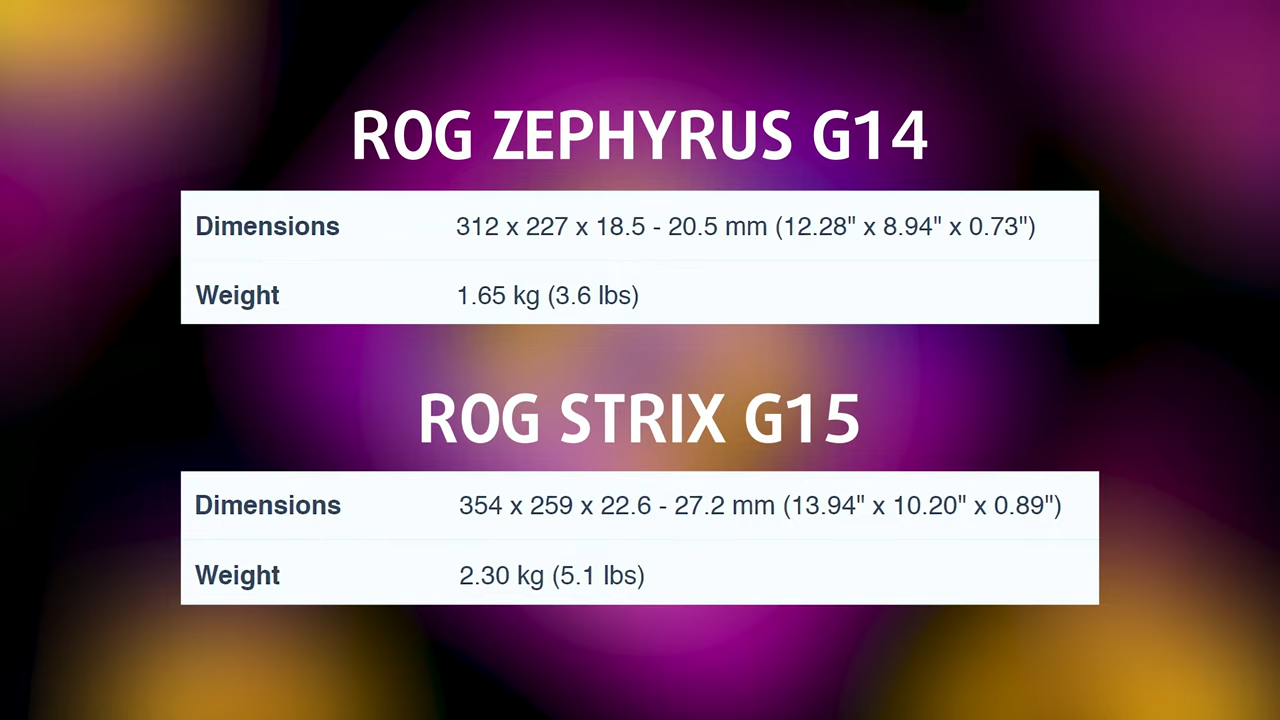 ROG ZEPHYRUS G14
Dimensions 312 x 227 x 18.5 - 20.5 mm (12.28" x 8.94" x 0.73")
Weight 1.65 kg (3.6 lbs)
ROG STRIX G15
Dimensions 354 x 259 x 22.6 - 27.2 mm (13.94" x 10.20" x 0.89")
Weight 2.30 kg (5.1 lbs)